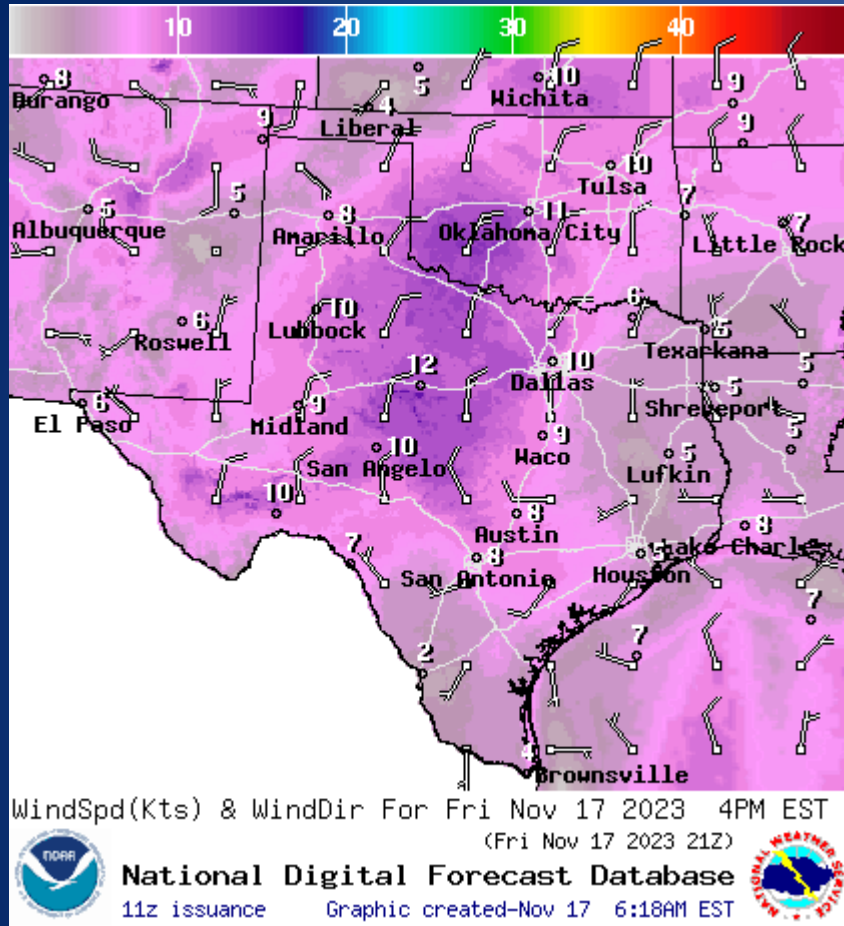 10 20 30 40
8 5 10 9
Durango Wichita
4
Liberal
9 9
10
Tulsa
5 5 8 11 7 7
Albuquerque Amarillo Oklahoma City Little Rock
6 10 6 5
Roswell Lubbock Texarkana
12 10 5
Dallas
6 9 5
El Paso Midland Shreveport
10 9 5 5
San Angelo Waco Lufkin
10 8 8
Austin Lake Charles
7 8 5
San Antonio Houston
7
7
2
4
Brownsville
WindSpd(Kts) & WindDir For Fri Nov 17 2023 4PM EST
(Fri Nov 17 2023 21Z)
NOAA
National Digital Forecast Database
11z issuance Graphic created-Nov 17 6:18AM EST
NATIONAL WEATHER SERVICE